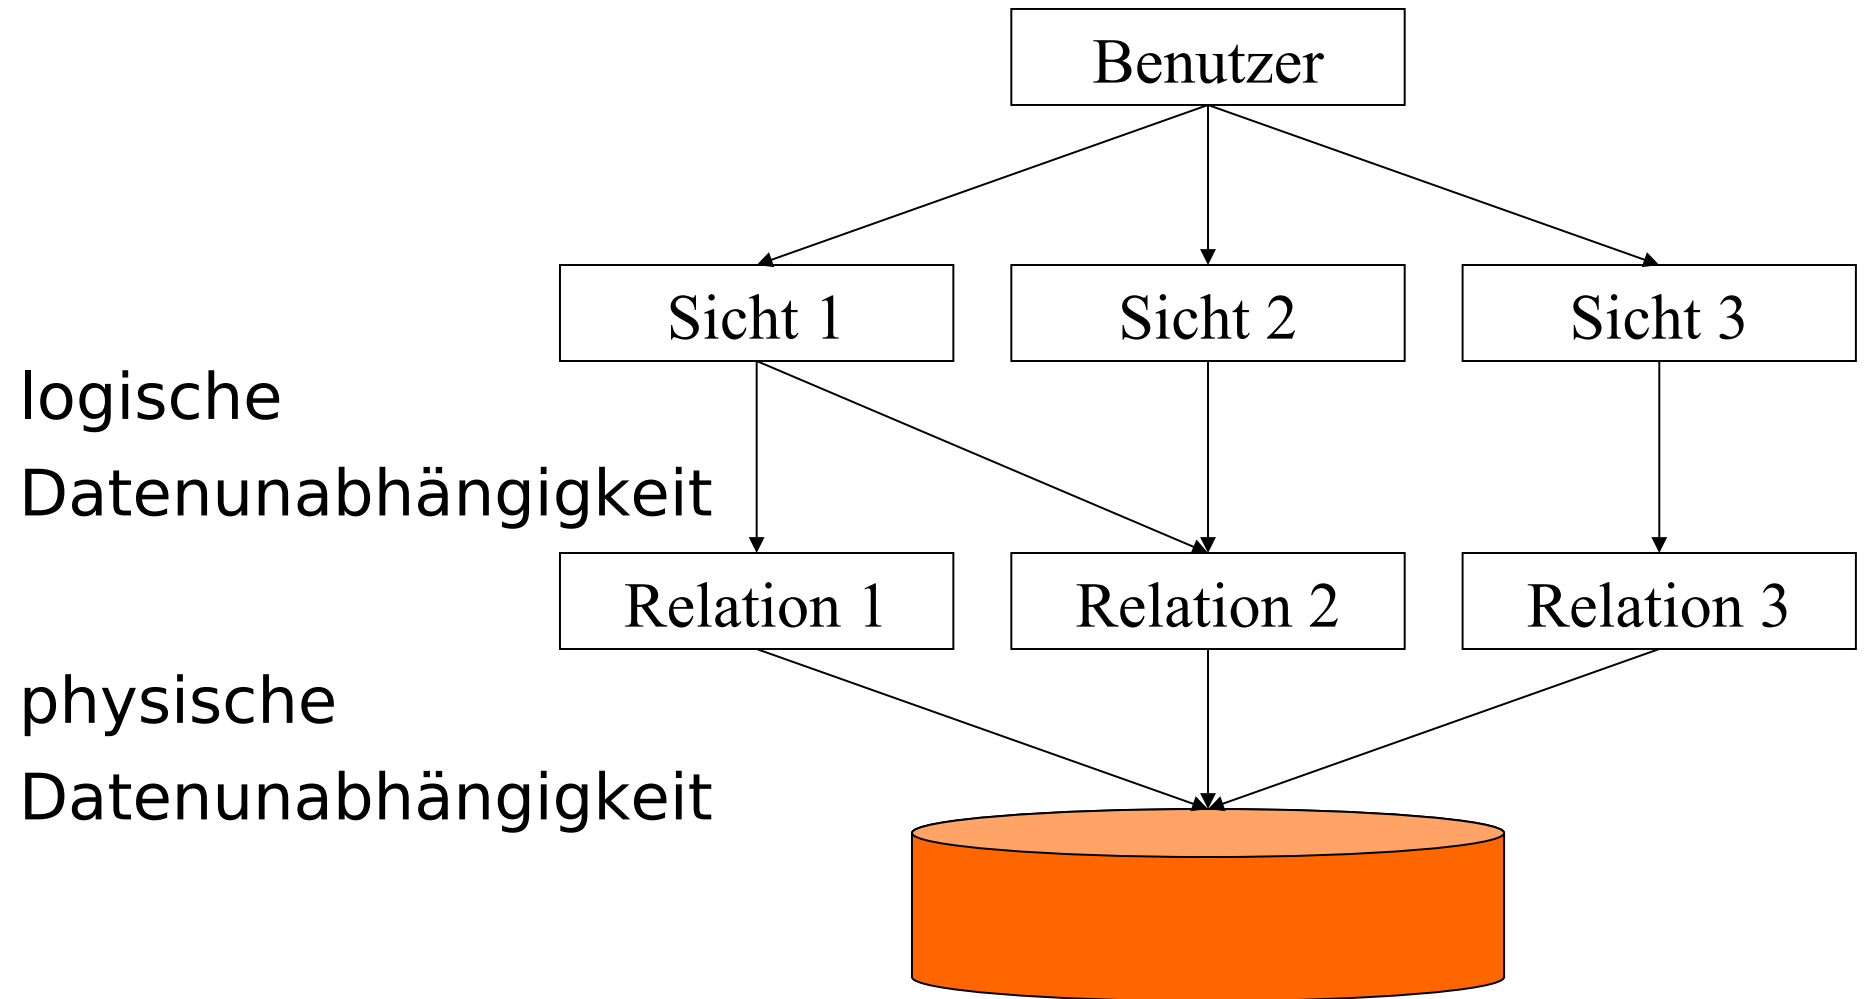 Benutzer
Sicht 1
Sicht 2
Sicht 3
logische
Datenunabhängigkeit
Relation 1
Relation 2
Relation 3
physische
Datenunabhängigkeit